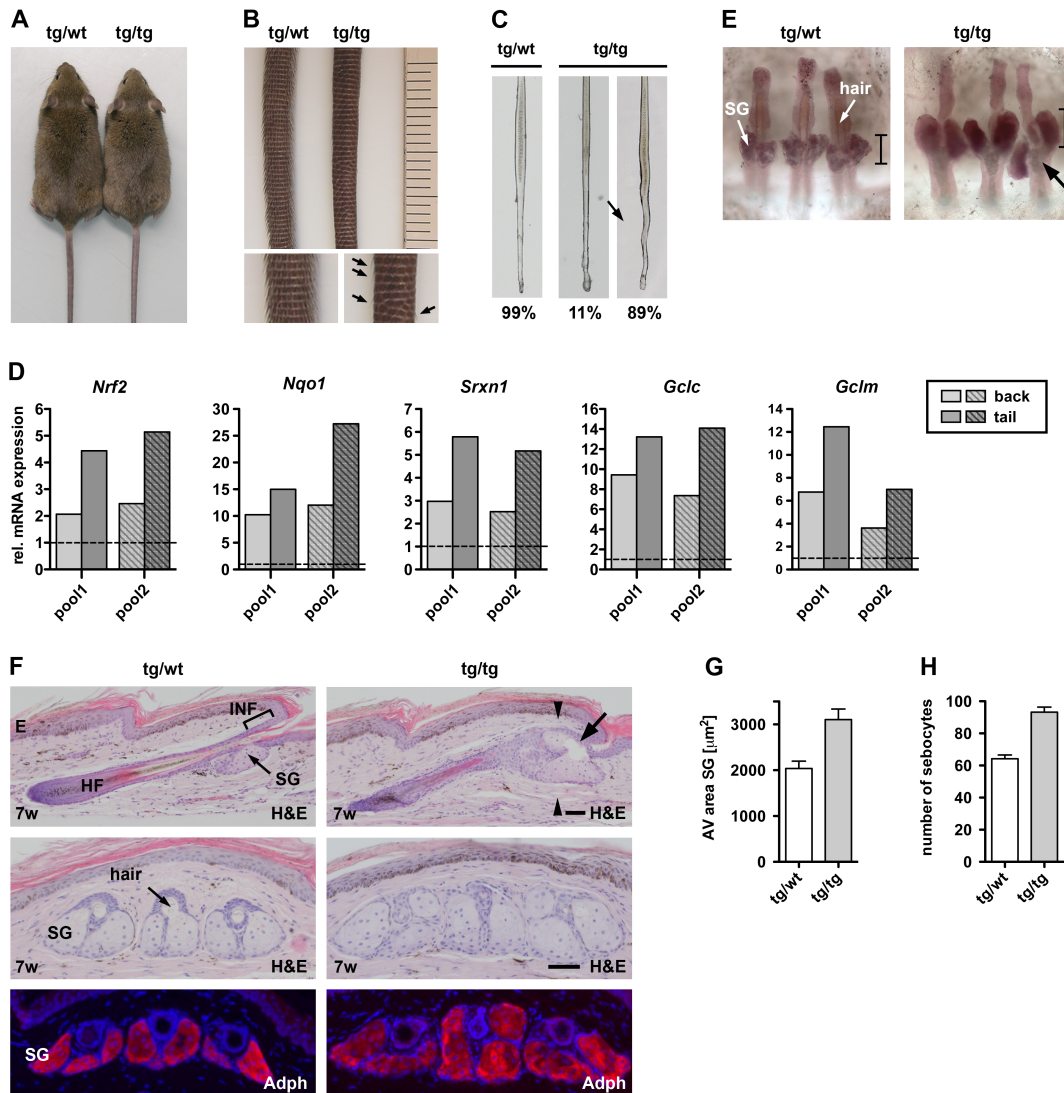 A
tg/wt tg/tg
B
tg/wt tg/tg
C
tg/wt tg/tg
99% 11% 89%
E
tg/wt tg/tg
SG hair
D
Nrf2 Nqo1 Srxn1 Gclc Gclm
rel. mRNA expression
6 5 4 3 2 1 0
pool1 pool2
30 25 20 15 10 5 0
pool1 pool2
7 6 5 4 3 2 1 0
pool1 pool2
16 14 12 10 8 6 4 2 0
pool1 pool2
14 12 10 8 6 4 2 1 0
pool1 pool2
back
tail
F
tg/wt tg/tg
E INF
HF SG
7w H&E
H&E
hair
SG
7w H&E
7w H&E
SG Adph
Adph
G
AV area SG [µm²]
3000
2000
1000
0
tg/wt tg/tg
H
number of sebocytes
100
80
60
40
20
0
tg/wt tg/tg